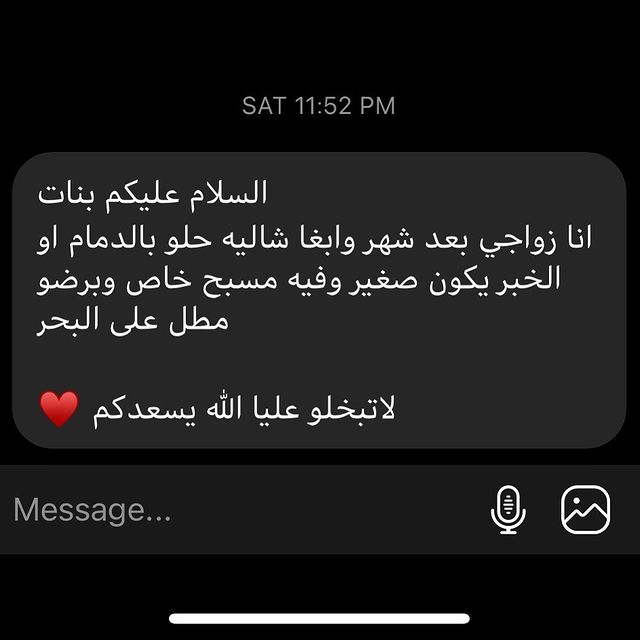 SAT 11:52 PM
السلام عليكم بنات
انا زواجي بعد شهر وابغا شاليه حلو بالدمام او
الخبر يكون صغير وفيه مسبح خاص وبرضو
مطل على البحر
لاتبخلو عليا الله يسعدكم ♥️
Message...